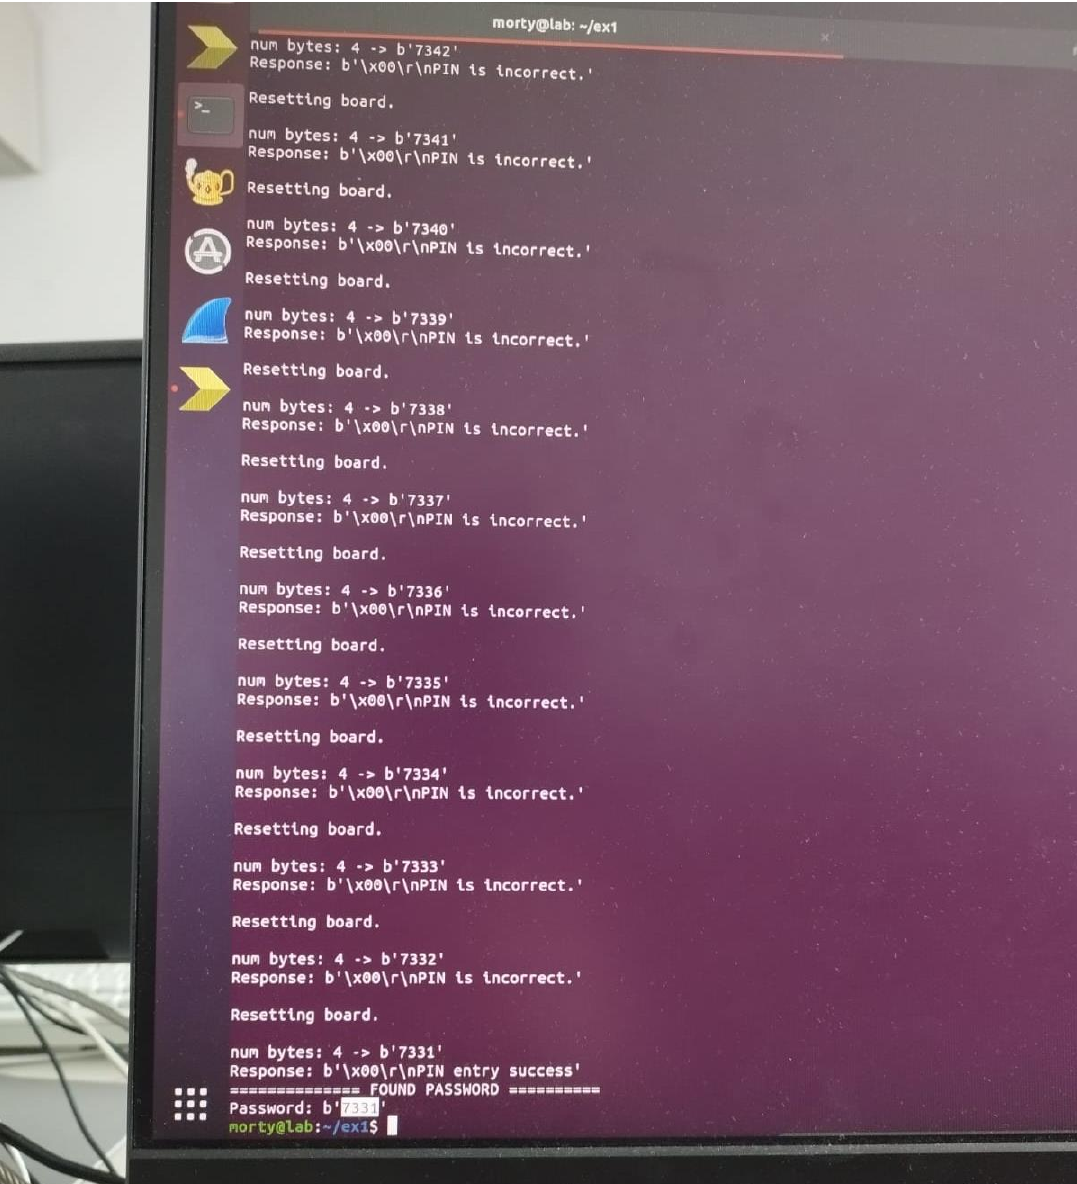 morty@lab: ~/ex1
num bytes: 4 -> b'7342'
Response: b'\x00\r\nPIN is incorrect.'
Resetting board.
num bytes: 4 -> b'7341'
Response: b'\x00\r\nPIN is incorrect.'
Resetting board.
num bytes: 4 -> b'7340'
Response: b'\x00\r\nPIN is incorrect.'
Resetting board.
num bytes: 4 -> b'7339'
Response: b'\x00\r\nPIN is incorrect.'
Resetting board.
num bytes: 4 -> b'7338'
Response: b'\x00\r\nPIN is incorrect.'
Resetting board.
num bytes: 4 -> b'7337'
Response: b'\x00\r\nPIN is incorrect.'
Resetting board.
num bytes: 4 -> b'7336'
Response: b'\x00\r\nPIN is incorrect.'
Resetting board.
num bytes: 4 -> b'7335'
Response: b'\x00\r\nPIN is incorrect.'
Resetting board.
num bytes: 4 -> b'7334'
Response: b'\x00\r\nPIN is incorrect.'
Resetting board.
num bytes: 4 -> b'7333'
Response: b'\x00\r\nPIN is incorrect.'
Resetting board.
num bytes: 4 -> b'7332'
Response: b'\x00\r\nPIN is incorrect.'
Resetting board.
num bytes: 4 -> b'7331'
Response: b'\x00\r\nPIN entry success'
============== FOUND PASSWORD ==========
Password: b'7331'
morty@lab:~/ex1$